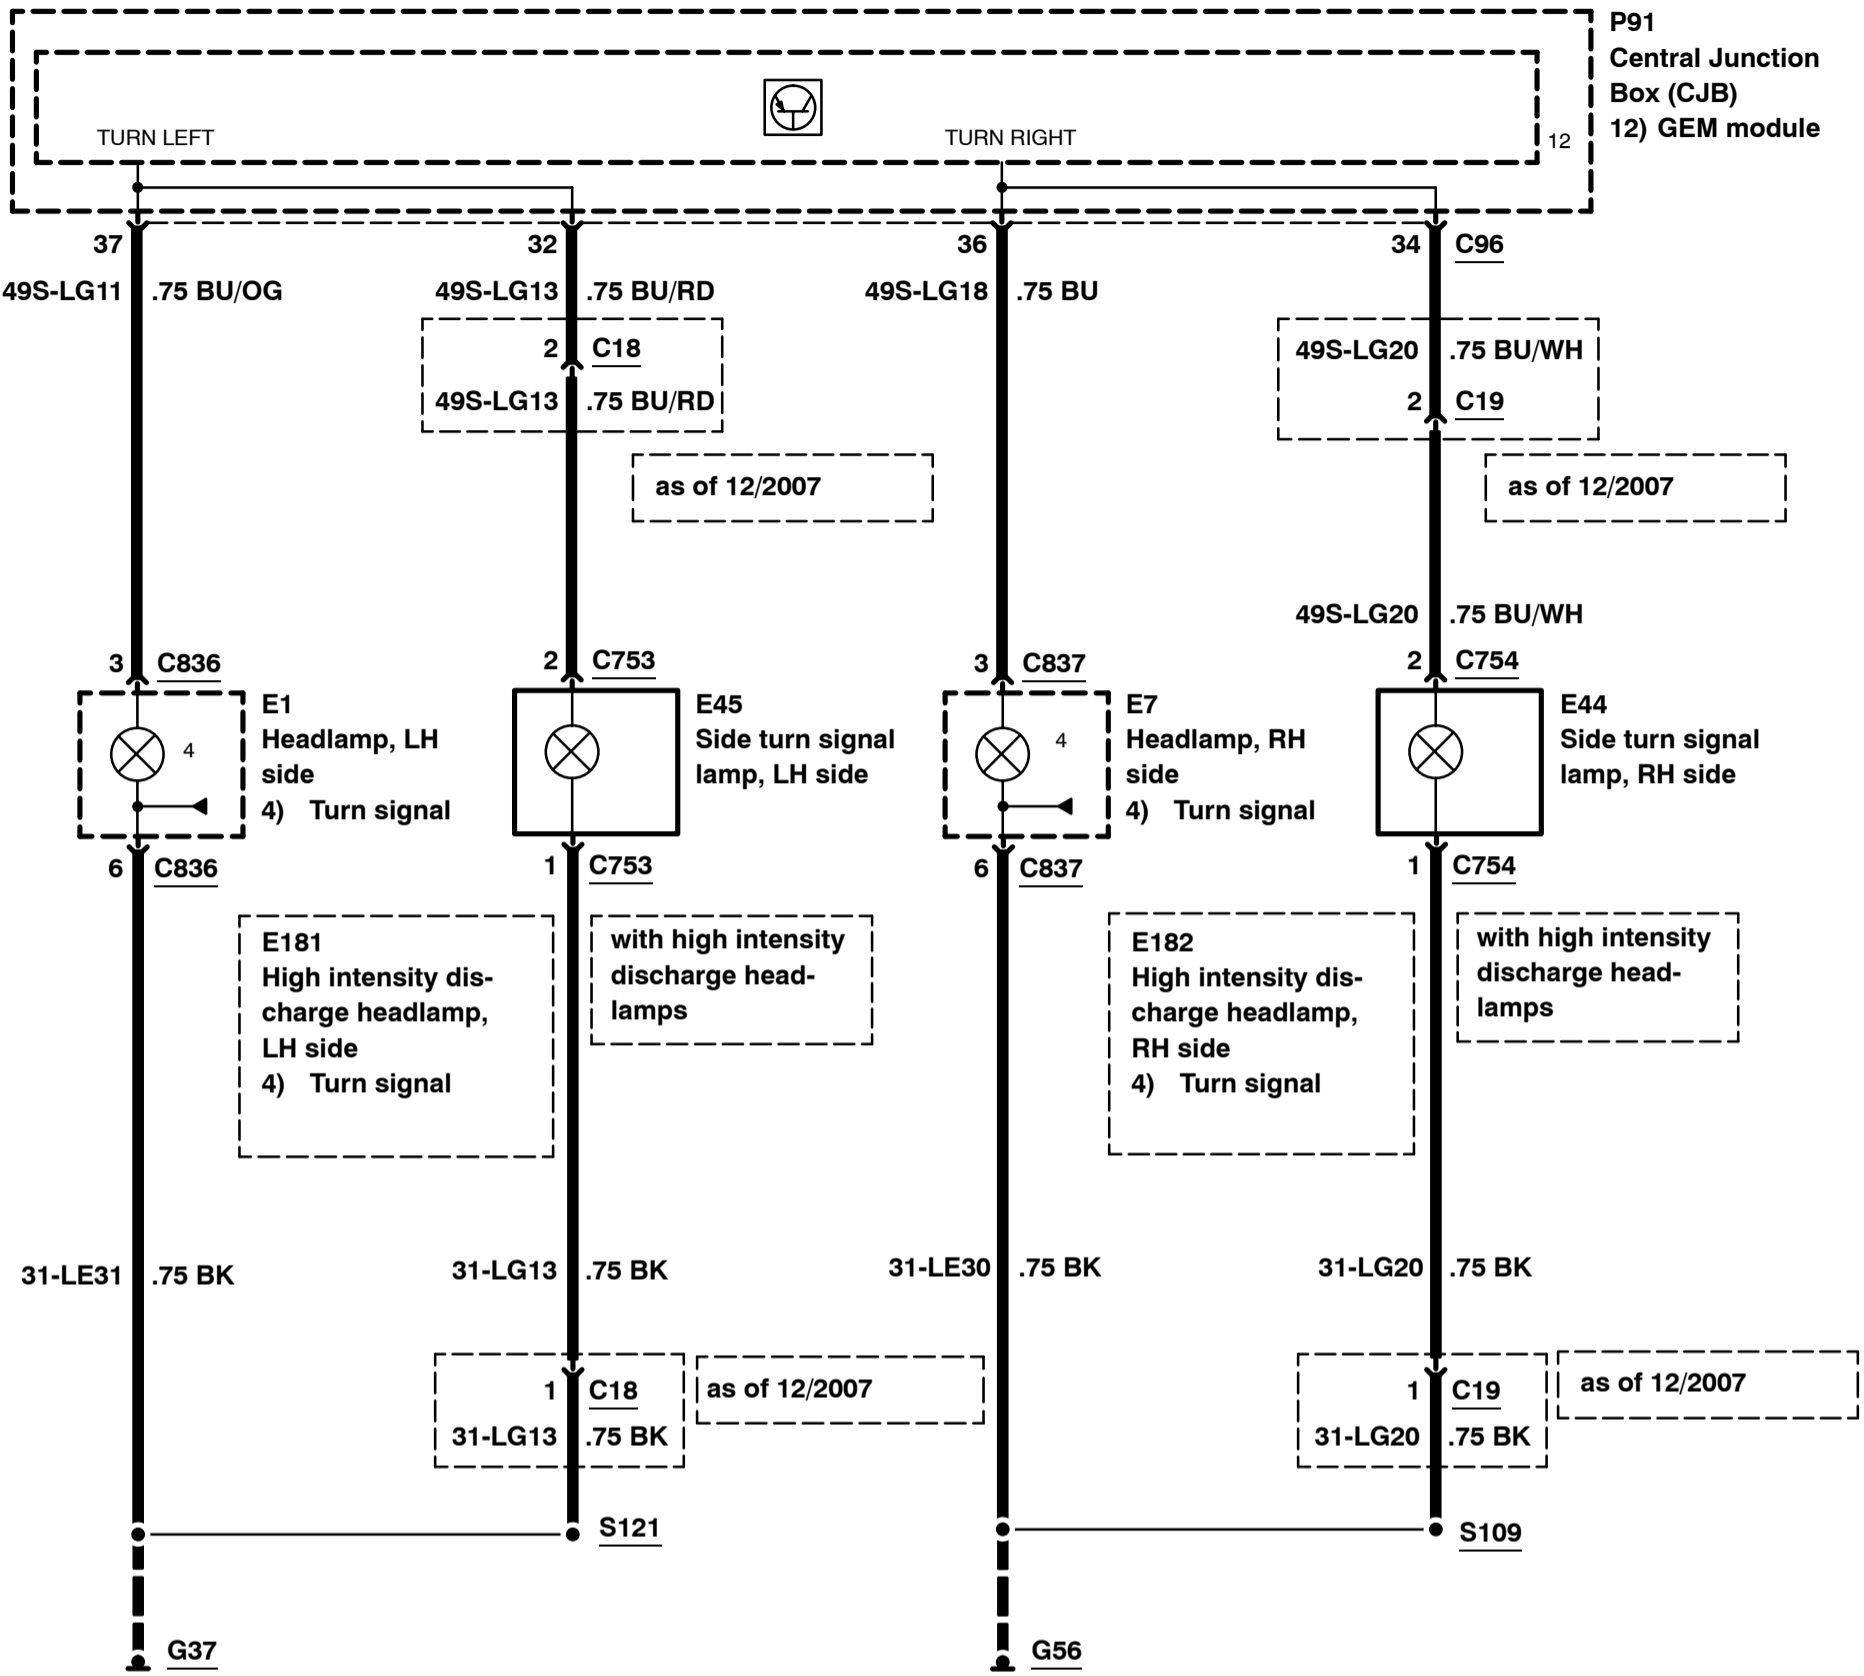 P91
Central Junction
Box (CJB)
12) GEM module
TURN LEFT
TURN RIGHT
12
37
32
36
34
C96
49S-LG11
.75 BU/OG
49S-LG13
.75 BU/RD
49S-LG18
.75 BU
2
C18
49S-LG20
.75 BU/WH
49S-LG13
.75 BU/RD
2
C19
as of 12/2007
as of 12/2007
49S-LG20
.75 BU/WH
3
C836
2
C753
3
C837
2
C754
E1
Headlamp, LH
side
4) Turn signal
4
E45
Side turn signal
lamp, LH side
E7
Headlamp, RH
side
4) Turn signal
4
E44
Side turn signal
lamp, RH side
6
C836
1
C753
6
C837
1
C754
E181
High intensity dis-
charge headlamp,
LH side
4) Turn signal
with high intensity
discharge head-
lamps
E182
High intensity dis-
charge headlamp,
RH side
4) Turn signal
with high intensity
discharge head-
lamps
31-LE31
.75 BK
31-LG13
.75 BK
31-LE30
.75 BK
31-LG20
.75 BK
1
C18
31-LG13
.75 BK
as of 12/2007
1
C19
31-LG20
.75 BK
as of 12/2007
S121
S109
G37
G56